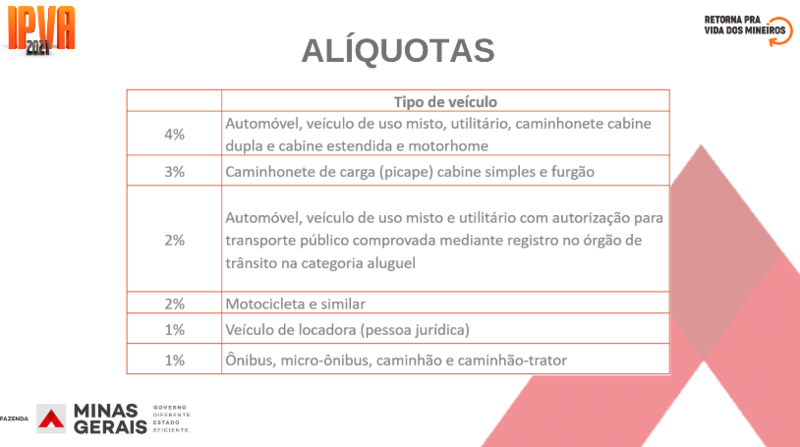 IPVA
2021
RETORNA PRA
VIDA DOS MINEIROS
ALÍQUOTAS
Tipo de veículo
4%
Automóvel, veículo de uso misto, utilitário, caminhonete cabine
dupla e cabine estendida e motorhome
3%
Caminhonete de carga (picape) cabine simples e furgão
2%
Automóvel, veículo de uso misto e utilitário com autorização para
transporte público comprovada mediante registro no órgão de
trânsito na categoria aluguel
2%
Motocicleta e similar
1%
Veículo de locadora (pessoa jurídica)
1%
Ônibus, micro-ônibus, caminhão e caminhão-trator
FAZENDA
MINAS
GERAIS
GOVERNO
DIFERENTE.
ESTADO
EFICIENTE.